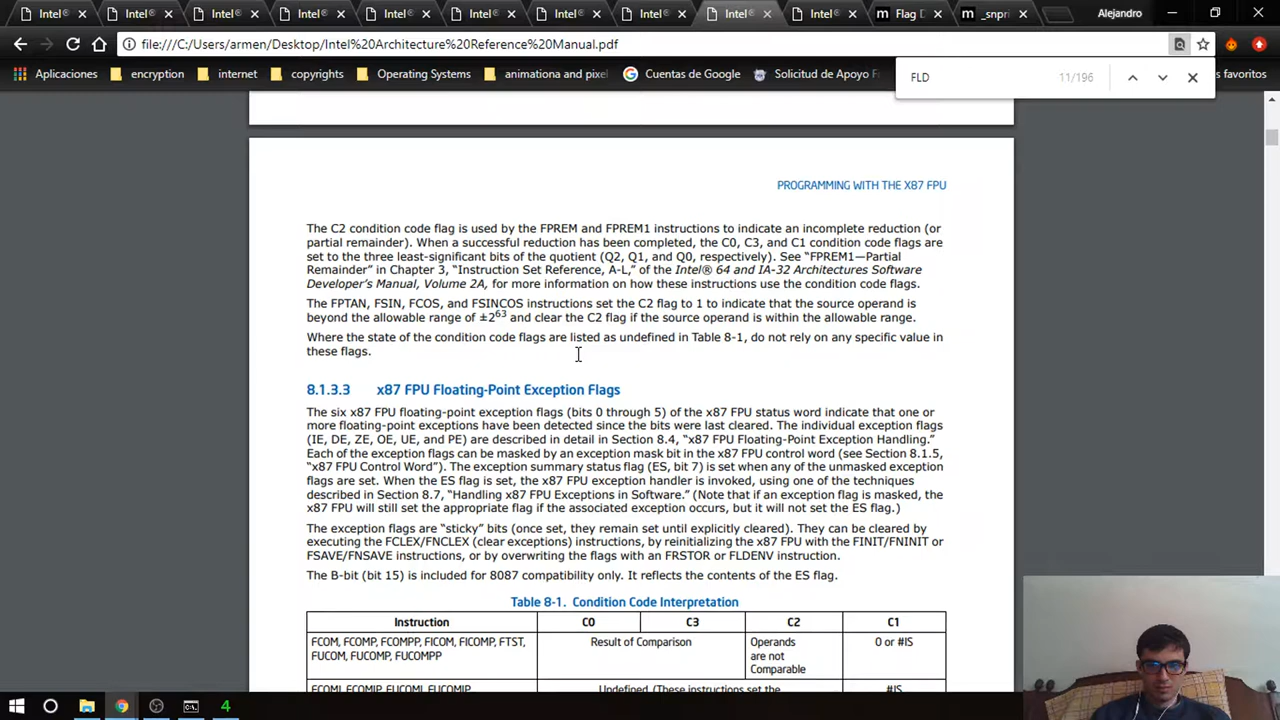 Intel®
Intel®
Intel®
Intel®
Intel®
Intel®
Intel®
Intel®
Intel®
Intel®
Flag D
_snpri
Alejandro
file:///C:/Users/armen/Desktop/Intel%20Architecture%20Reference%20Manual.pdf
Aplicaciones
encryption
internet
copyrights
Operating Systems
animationa and pixel
Cuentas de Google
Solicitud de Apoyo F
s favoritos
FLD
11/196
PROGRAMMING WITH THE X87 FPU
The C2 condition code flag is used by the FPREM and FPREM1 instructions to indicate an incomplete reduction (or
partial remainder). When a successful reduction has been completed, the C0, C3, and C1 condition code flags are
set to the three least-significant bits of the quotient (Q2, Q1, and Q0, respectively). See “FPREM1—Partial
Remainder” in Chapter 3, “Instruction Set Reference, A-L,” of the Intel® 64 and IA-32 Architectures Software
Developer’s Manual, Volume 2A, for more information on how these instructions use the condition code flags.
The FPTAN, FSIN, FCOS, and FSINCOS instructions set the C2 flag to 1 to indicate that the source operand is
beyond the allowable range of ±2⁶³ and clear the C2 flag if the source operand is within the allowable range.
Where the state of the condition code flags are listed as undefined in Table 8-1, do not rely on any specific value in
these flags.
8.1.3.3 x87 FPU Floating-Point Exception Flags
The six x87 FPU floating-point exception flags (bits 0 through 5) of the x87 FPU status word indicate that one or
more floating-point exceptions have been detected since the bits were last cleared. The individual exception flags
(IE, DE, ZE, OE, UE, and PE) are described in detail in Section 8.4, “x87 FPU Floating-Point Exception Handling.”
Each of the exception flags can be masked by an exception mask bit in the x87 FPU control word (see Section 8.1.5,
“x87 FPU Control Word”). The exception summary status flag (ES, bit 7) is set when any of the unmasked exception
flags are set. When the ES flag is set, the x87 FPU exception handler is invoked, using one of the techniques
described in Section 8.7, “Handling x87 FPU Exceptions in Software.” (Note that if an exception flag is masked, the
x87 FPU will still set the appropriate flag if the associated exception occurs, but it will not set the ES flag.)
The exception flags are “sticky” bits (once set, they remain set until explicitly cleared). They can be cleared by
executing the FCLEX/FNCLEX (clear exceptions) instructions, by reinitializing the x87 FPU with the FINIT/FNINIT or
FSAVE/FNSAVE instructions, or by overwriting the flags with an FRSTOR or FLDENV instruction.
The B-bit (bit 15) is included for 8087 compatibility only. It reflects the contents of the ES flag.
Table 8-1. Condition Code Interpretation
Instruction C0 C3 C2 C1
FCOM, FCOMP, FCOMPP, FICOM, FICOMP, FTST,
FUCOM, FUCOMP, FUCOMPP
Result of Comparison
Operands
are not
Comparable
0 or #IS
FCOMI, FCOMIP, FUCOMI, FUCOMIP
Undefined. (These instructions set the
#IS
4